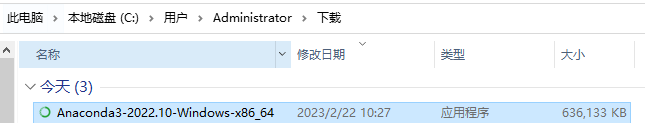 此电脑 > 本地磁盘 (C:) > 用户 > Administrator > 下载
名称 修改日期 类型 大小
今天 (3)
Anaconda3-2022.10-Windows-x86_64 2023/2/22 10:27 应用程序 636,133 KB